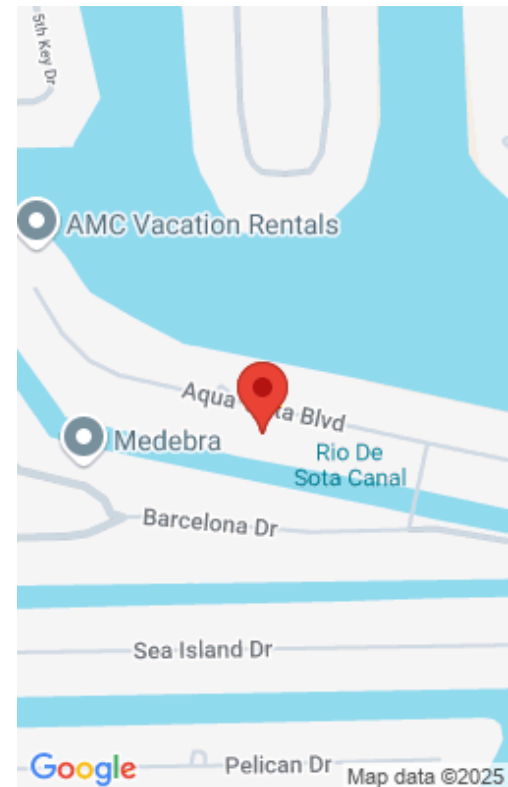 5th Key Dr
AMC Vacation Rentals
Aqua ta Blvd
Medebra
Rio De
Sota Canal
Barcelona Dr
Sea Island Dr
Pelican Dr
Google
Map data ©2025